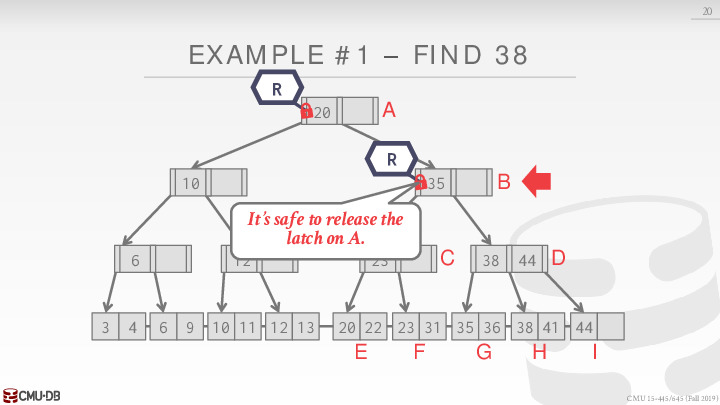 20
EXAMPLE #1 – FIND 38
R
20 A
R
10
35 B
It's safe to release the
latch on A.
6
12
23 C
38 44 D
3 4 6 9 10 11 12 13 20 22 23 31 35 36 38 41 44
E F G H I
CMU·DB
CMU 15-445/645 (Fall 2019)